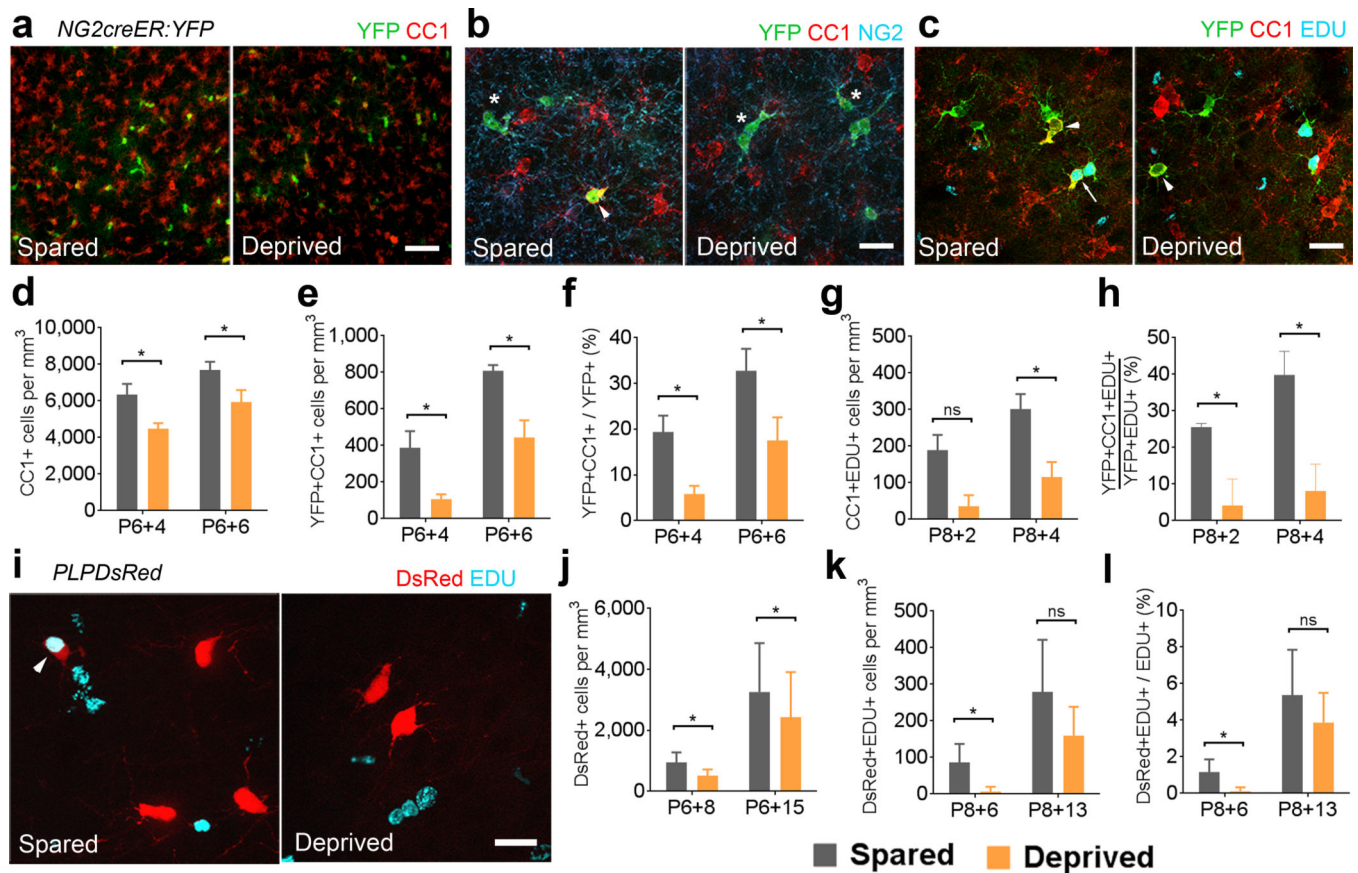 a NG2creER:YFP YFP CC1
Spared Deprived
b YFP CC1 NG2
* * *
Spared Deprived
c YFP CC1 EDU
Spared Deprived
d
CC1+ cells per mm³
10,000
8,000
6,000
4,000
2,000
0
* *
P6+4 P6+6
e
YFP+CC1+ cells per mm³
1,000
800
600
400
200
0
* *
P6+4 P6+6
f
YFP+CC1+ / YFP+ (%)
40
30
20
10
0
* *
P6+4 P6+6
g
CC1+EDU+ cells per mm³
500
400
300
200
100
0
ns *
P8+2 P8+4
h
YFP+CC1+EDU+
YFP+EDU+ (%)
50
40
30
20
10
0
* *
P8+2 P8+4
i PLPDsRed DsRed EDU
Spared Deprived
j
DsRed+ cells per mm³
6,000
4,000
2,000
0
* *
P6+8 P6+15
k
DsRed+EDU+ cells per mm³
500
400
300
200
100
0
* ns
P8+6 P8+13
l
DsRed+EDU+ / EDU+ (%)
8
6
4
2
0
* ns
P8+6 P8+13
Spared Deprived